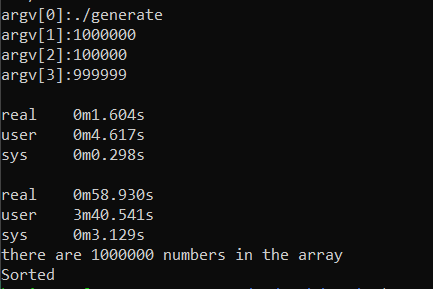 argv[0]:./generate
argv[1]:1000000
argv[2]:100000
argv[3]:999999
real 0m1.604s
user 0m4.617s
sys 0m0.298s
real 0m58.930s
user 3m40.541s
sys 0m3.129s
there are 1000000 numbers in the array
Sorted